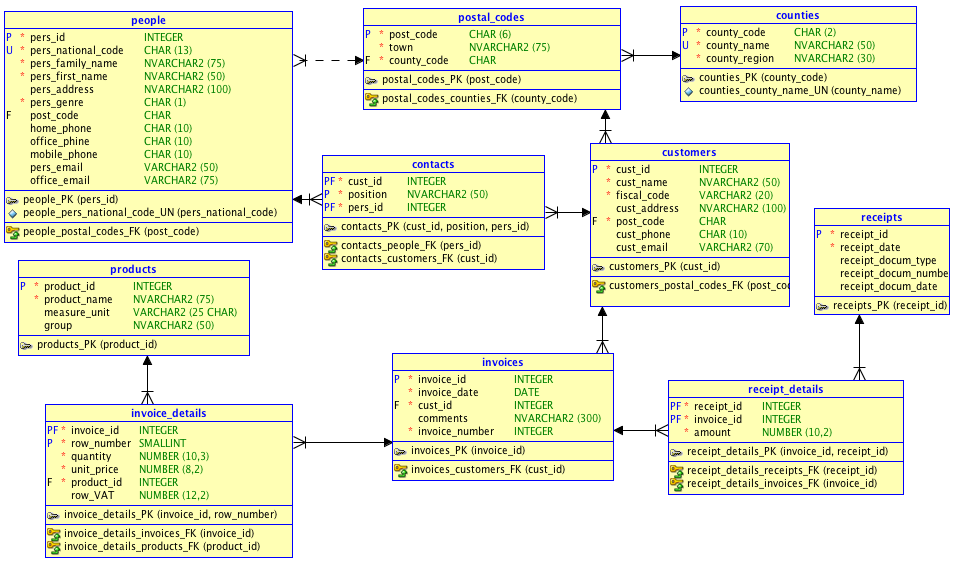 people
P * pers_id INTEGER
U * pers_national_code CHAR (13)
* pers_family_name NVARCHAR2 (75)
* pers_first_name NVARCHAR2 (50)
pers_address NVARCHAR2 (100)
* pers_genre CHAR (1)
F post_code CHAR
home_phone CHAR (10)
office_phine CHAR (10)
mobile_phone CHAR (10)
pers_email VARCHAR2 (50)
office_email VARCHAR2 (75)
people_PK (pers_id)
people_pers_national_code_UN (pers_national_code)
people_postal_codes_FK (post_code)
postal_codes
P * post_code CHAR (6)
* town NVARCHAR2 (75)
F * county_code CHAR
postal_codes_PK (post_code)
postal_codes_counties_FK (county_code)
counties
P * county_code CHAR (2)
U * county_name NVARCHAR2 (50)
* county_region NVARCHAR2 (30)
counties_PK (county_code)
counties_county_name_UN (county_name)
contacts
PF * cust_id INTEGER
P * position NVARCHAR2 (50)
PF * pers_id INTEGER
contacts_PK (cust_id, position, pers_id)
contacts_people_FK (pers_id)
contacts_customers_FK (cust_id)
customers
P * cust_id INTEGER
* cust_name NVARCHAR2 (50)
* fiscal_code VARCHAR2 (20)
cust_address NVARCHAR2 (100)
F * post_code CHAR
cust_phone CHAR (10)
cust_email VARCHAR2 (70)
customers_PK (cust_id)
customers_postal_codes_FK (post_co
receipts
P * receipt_id
* receipt_date
receipt_docum_type
receipt_docum_numbe
receipt_docum_date
receipts_PK (receipt_id)
products
P * product_id INTEGER
* product_name NVARCHAR2 (75)
measure_unit VARCHAR2 (25 CHAR)
group NVARCHAR2 (50)
products_PK (product_id)
invoices
P * invoice_id INTEGER
* invoice_date DATE
F * cust_id INTEGER
comments NVARCHAR2 (300)
* invoice_number INTEGER
invoices_PK (invoice_id)
invoices_customers_FK (cust_id)
receipt_details
PF * receipt_id INTEGER
PF * invoice_id INTEGER
* amount NUMBER (10,2)
receipt_details_PK (invoice_id, receipt_id)
receipt_details_receipts_FK (receipt_id)
receipt_details_invoices_FK (invoice_id)
invoice_details
PF * invoice_id INTEGER
P * row_number SMALLINT
* quantity NUMBER (10,3)
* unit_price NUMBER (8,2)
F * product_id INTEGER
row_VAT NUMBER (12,2)
invoice_details_PK (invoice_id, row_number)
invoice_details_invoices_FK (invoice_id)
invoice_details_products_FK (product_id)